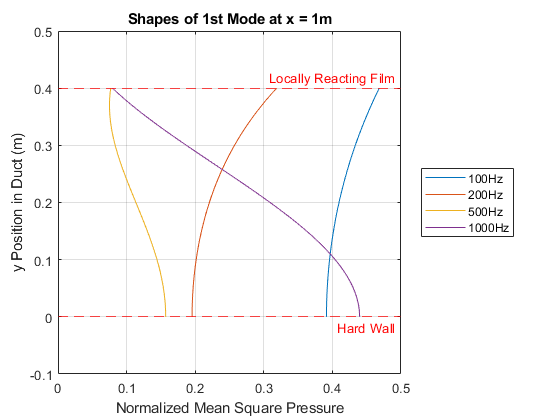 Shapes of 1st Mode at x = 1m
0.5
0.4
0.3
0.2
0.1
0
-0.1
y Position in Duct (m)
Locally Reacting Film
Hard Wall
0
0.1
0.2
0.3
0.4
0.5
Normalized Mean Square Pressure
100Hz
200Hz
500Hz
1000Hz